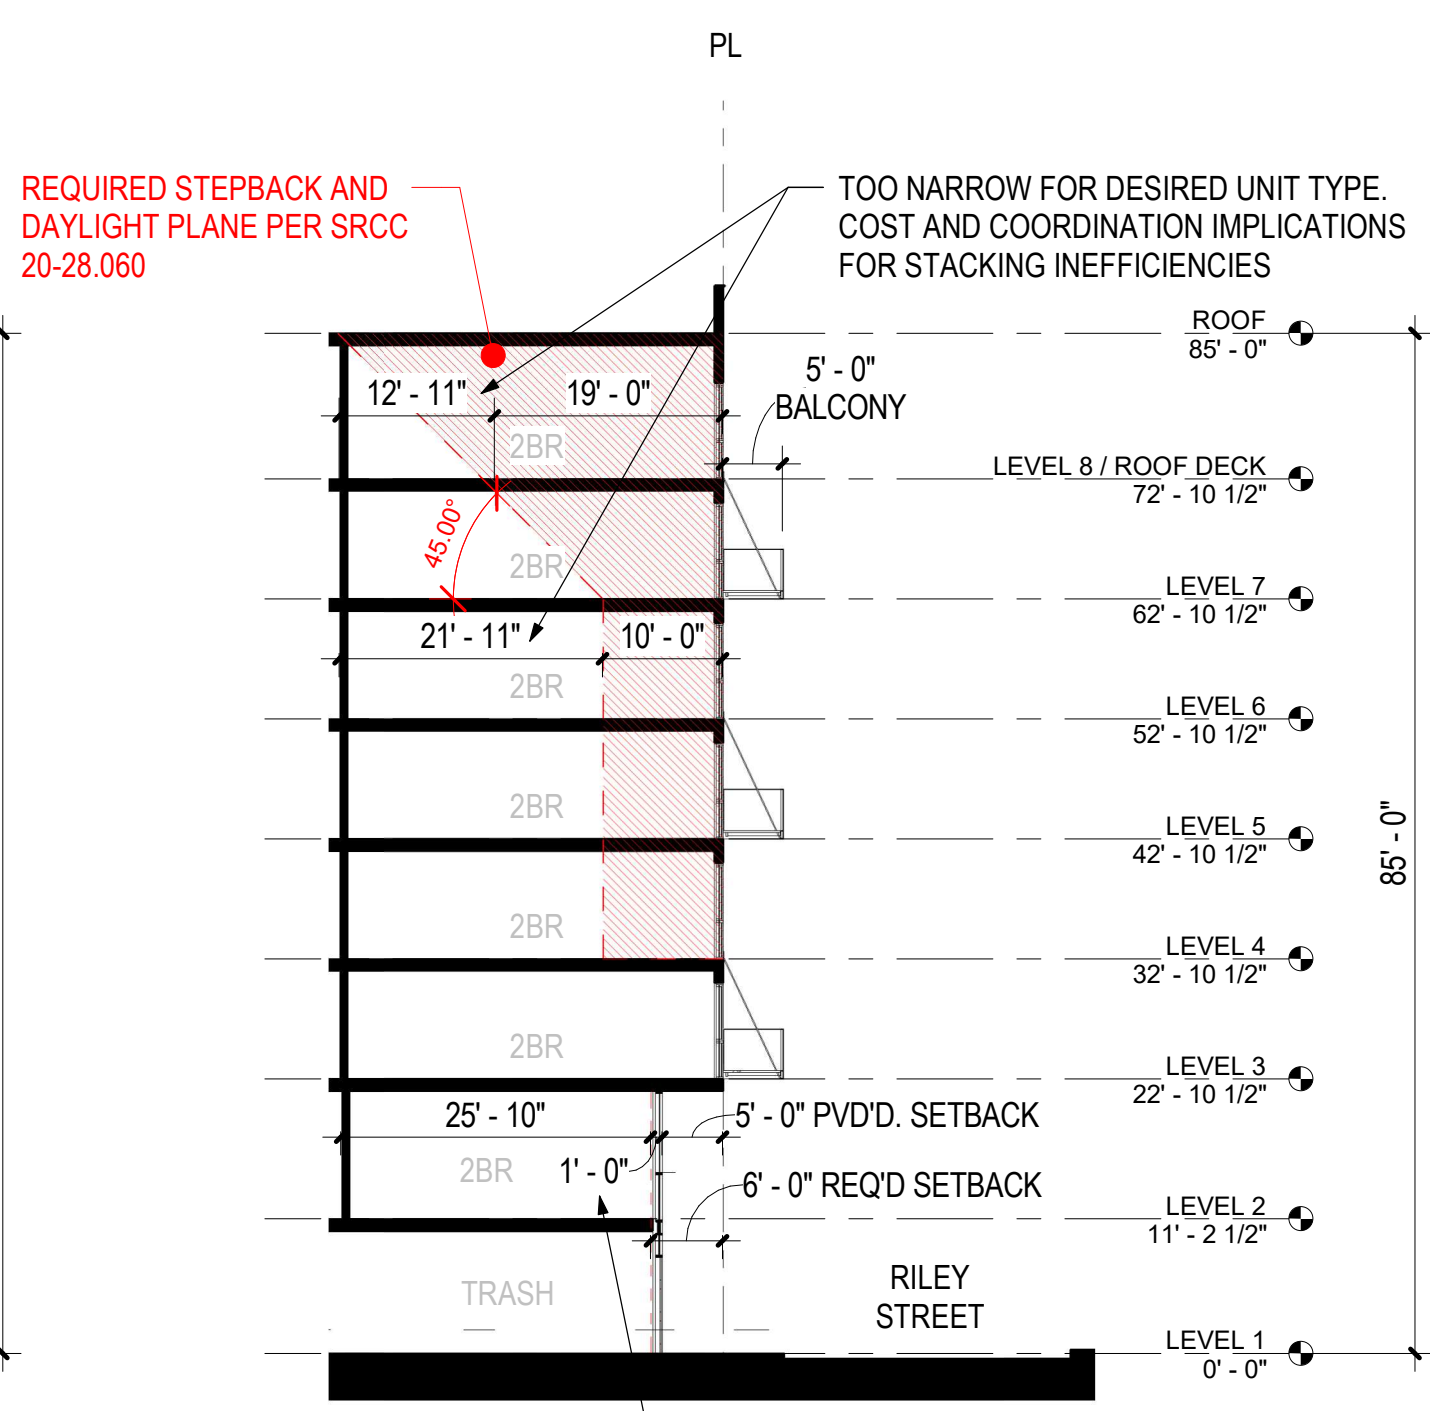 PL
REQUIRED STEPBACK AND
DAYLIGHT PLANE PER SRCC
20-28.060
TOO NARROW FOR DESIRED UNIT TYPE.
COST AND COORDINATION IMPLICATIONS
FOR STACKING INEFFICIENCIES
ROOF
85' - 0"
12' - 11"
19' - 0"
5' - 0"
BALCONY
2BR
LEVEL 8 / ROOF DECK
72' - 10 1/2"
45.00°
2BR
LEVEL 7
62' - 10 1/2"
21' - 11"
10' - 0"
2BR
LEVEL 6
52' - 10 1/2"
2BR
LEVEL 5
42' - 10 1/2"
85' - 0"
2BR
LEVEL 4
32' - 10 1/2"
2BR
LEVEL 3
22' - 10 1/2"
25' - 10"
5' - 0" PVD'D. SETBACK
2BR
1' - 0"
6' - 0" REQ'D SETBACK
LEVEL 2
11' - 2 1/2"
TRASH
RILEY
STREET
LEVEL 1
0' - 0"